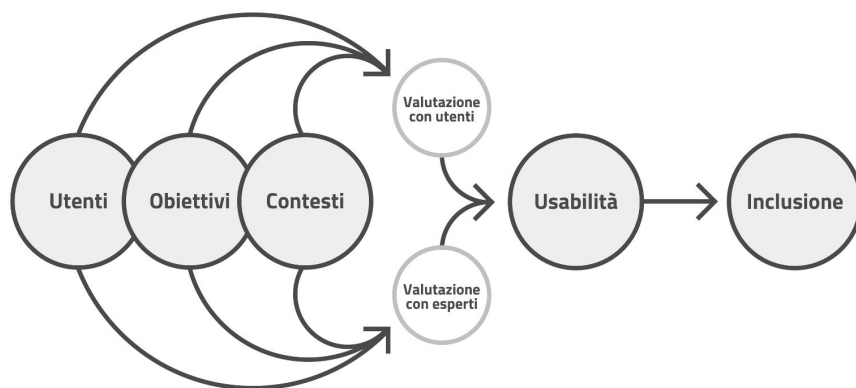 Utenti
Obiettivi
Contesti
Valutazione
con utenti
Valutazione
con esperti
Usabilità
Inclusione